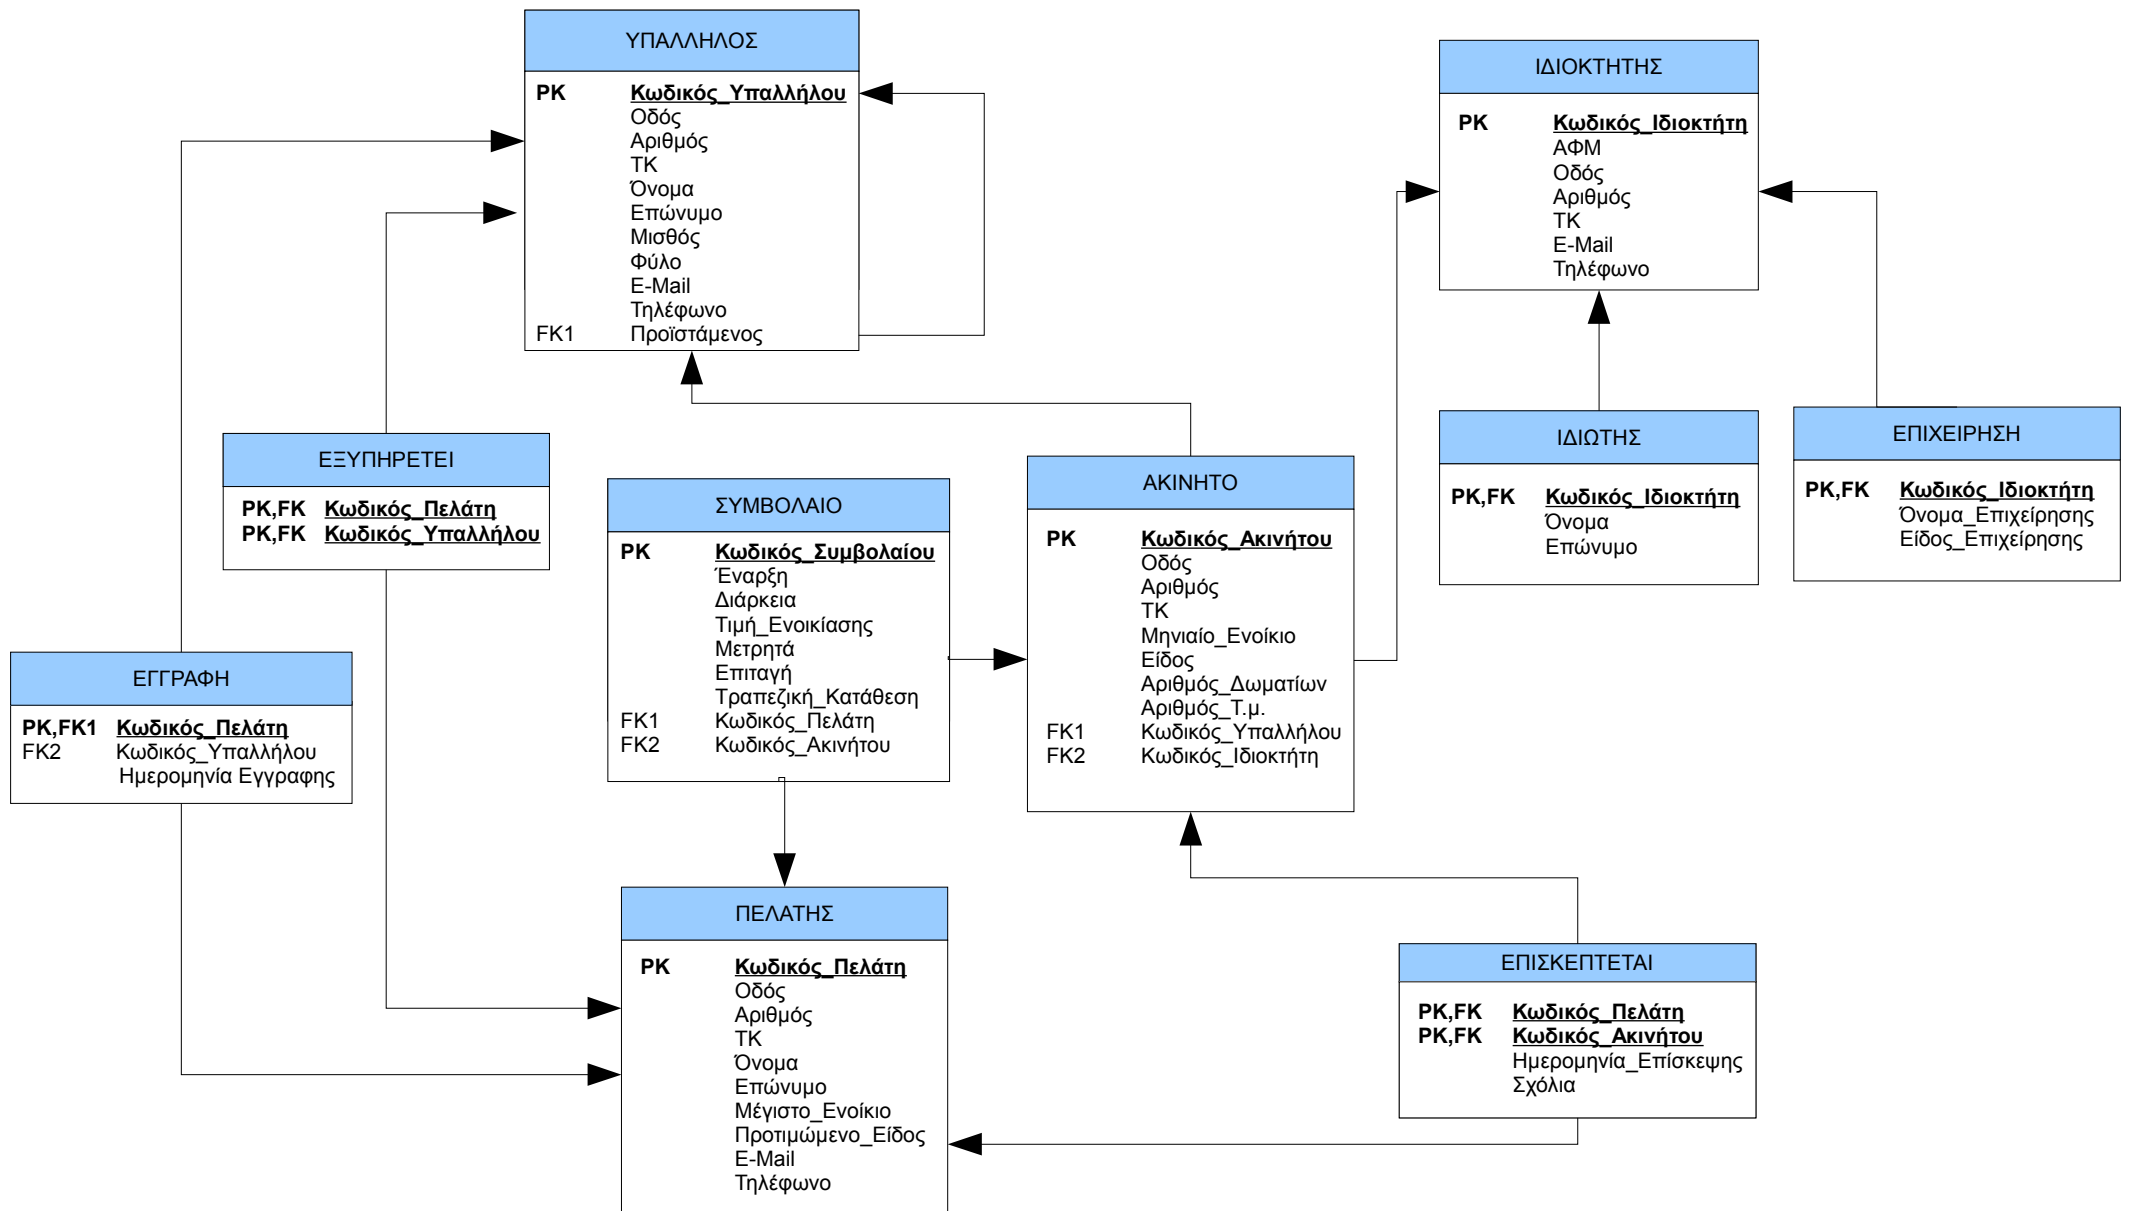 ΥΠΑΛΛΗΛΟΣ
PK Κωδικός_Υπαλλήλου
Οδός
Αριθμός
ΤΚ
Όνομα
Επώνυμο
Μισθός
Φύλο
E-Mail
Τηλέφωνο
FK1 Προϊστάμενος
ΙΔΙΟΚΤΗΤΗΣ
PK Κωδικός_Ιδιοκτήτη
ΑΦΜ
Οδός
Αριθμός
ΤΚ
E-Mail
Τηλέφωνο
ΕΞΥΠΗΡΕΤΕΙ
PK,FK Κωδικός_Πελάτη
PK,FK Κωδικός_Υπαλλήλου
ΣΥΜΒΟΛΑΙΟ
PK Κωδικός_Συμβολαίου
Έναρξη
Διάρκεια
Τιμή_Ενοικίασης
Μετρητά
Επιταγή
Τραπεζική_Κατάθεση
FK1 Κωδικός_Πελάτη
FK2 Κωδικός_Ακινήτου
ΑΚΙΝΗΤΟ
PK Κωδικός_Ακινήτου
Οδός
Αριθμός
ΤΚ
Μηνιαίο_Ενοίκιο
Είδος
Αριθμός_Δωματίων
Αριθμός_Τ.μ.
FK1 Κωδικός_Υπαλλήλου
FK2 Κωδικός_Ιδιοκτήτη
ΙΔΙΩΤΗΣ
PK,FK Κωδικός_Ιδιοκτήτη
Όνομα
Επώνυμο
ΕΠΙΧΕΙΡΗΣΗ
PK,FK Κωδικός_Ιδιοκτήτη
Όνομα_Επιχείρησης
Είδος_Επιχείρησης
ΕΓΓΡΑΦΗ
PK,FK1 Κωδικός_Πελάτη
FK2 Κωδικός_Υπαλλήλου
Ημερομηνία Εγγραφης
ΠΕΛΑΤΗΣ
PK Κωδικός_Πελάτη
Οδός
Αριθμός
ΤΚ
Όνομα
Επώνυμο
Μέγιστο_Ενοίκιο
Προτιμώμενο_Είδος
E-Mail
Τηλέφωνο
ΕΠΙΣΚΕΠΤΕΤΑΙ
PK,FK Κωδικός_Πελάτη
PK,FK Κωδικός_Ακινήτου
Ημερομηνία_Επίσκεψης
Σχόλια